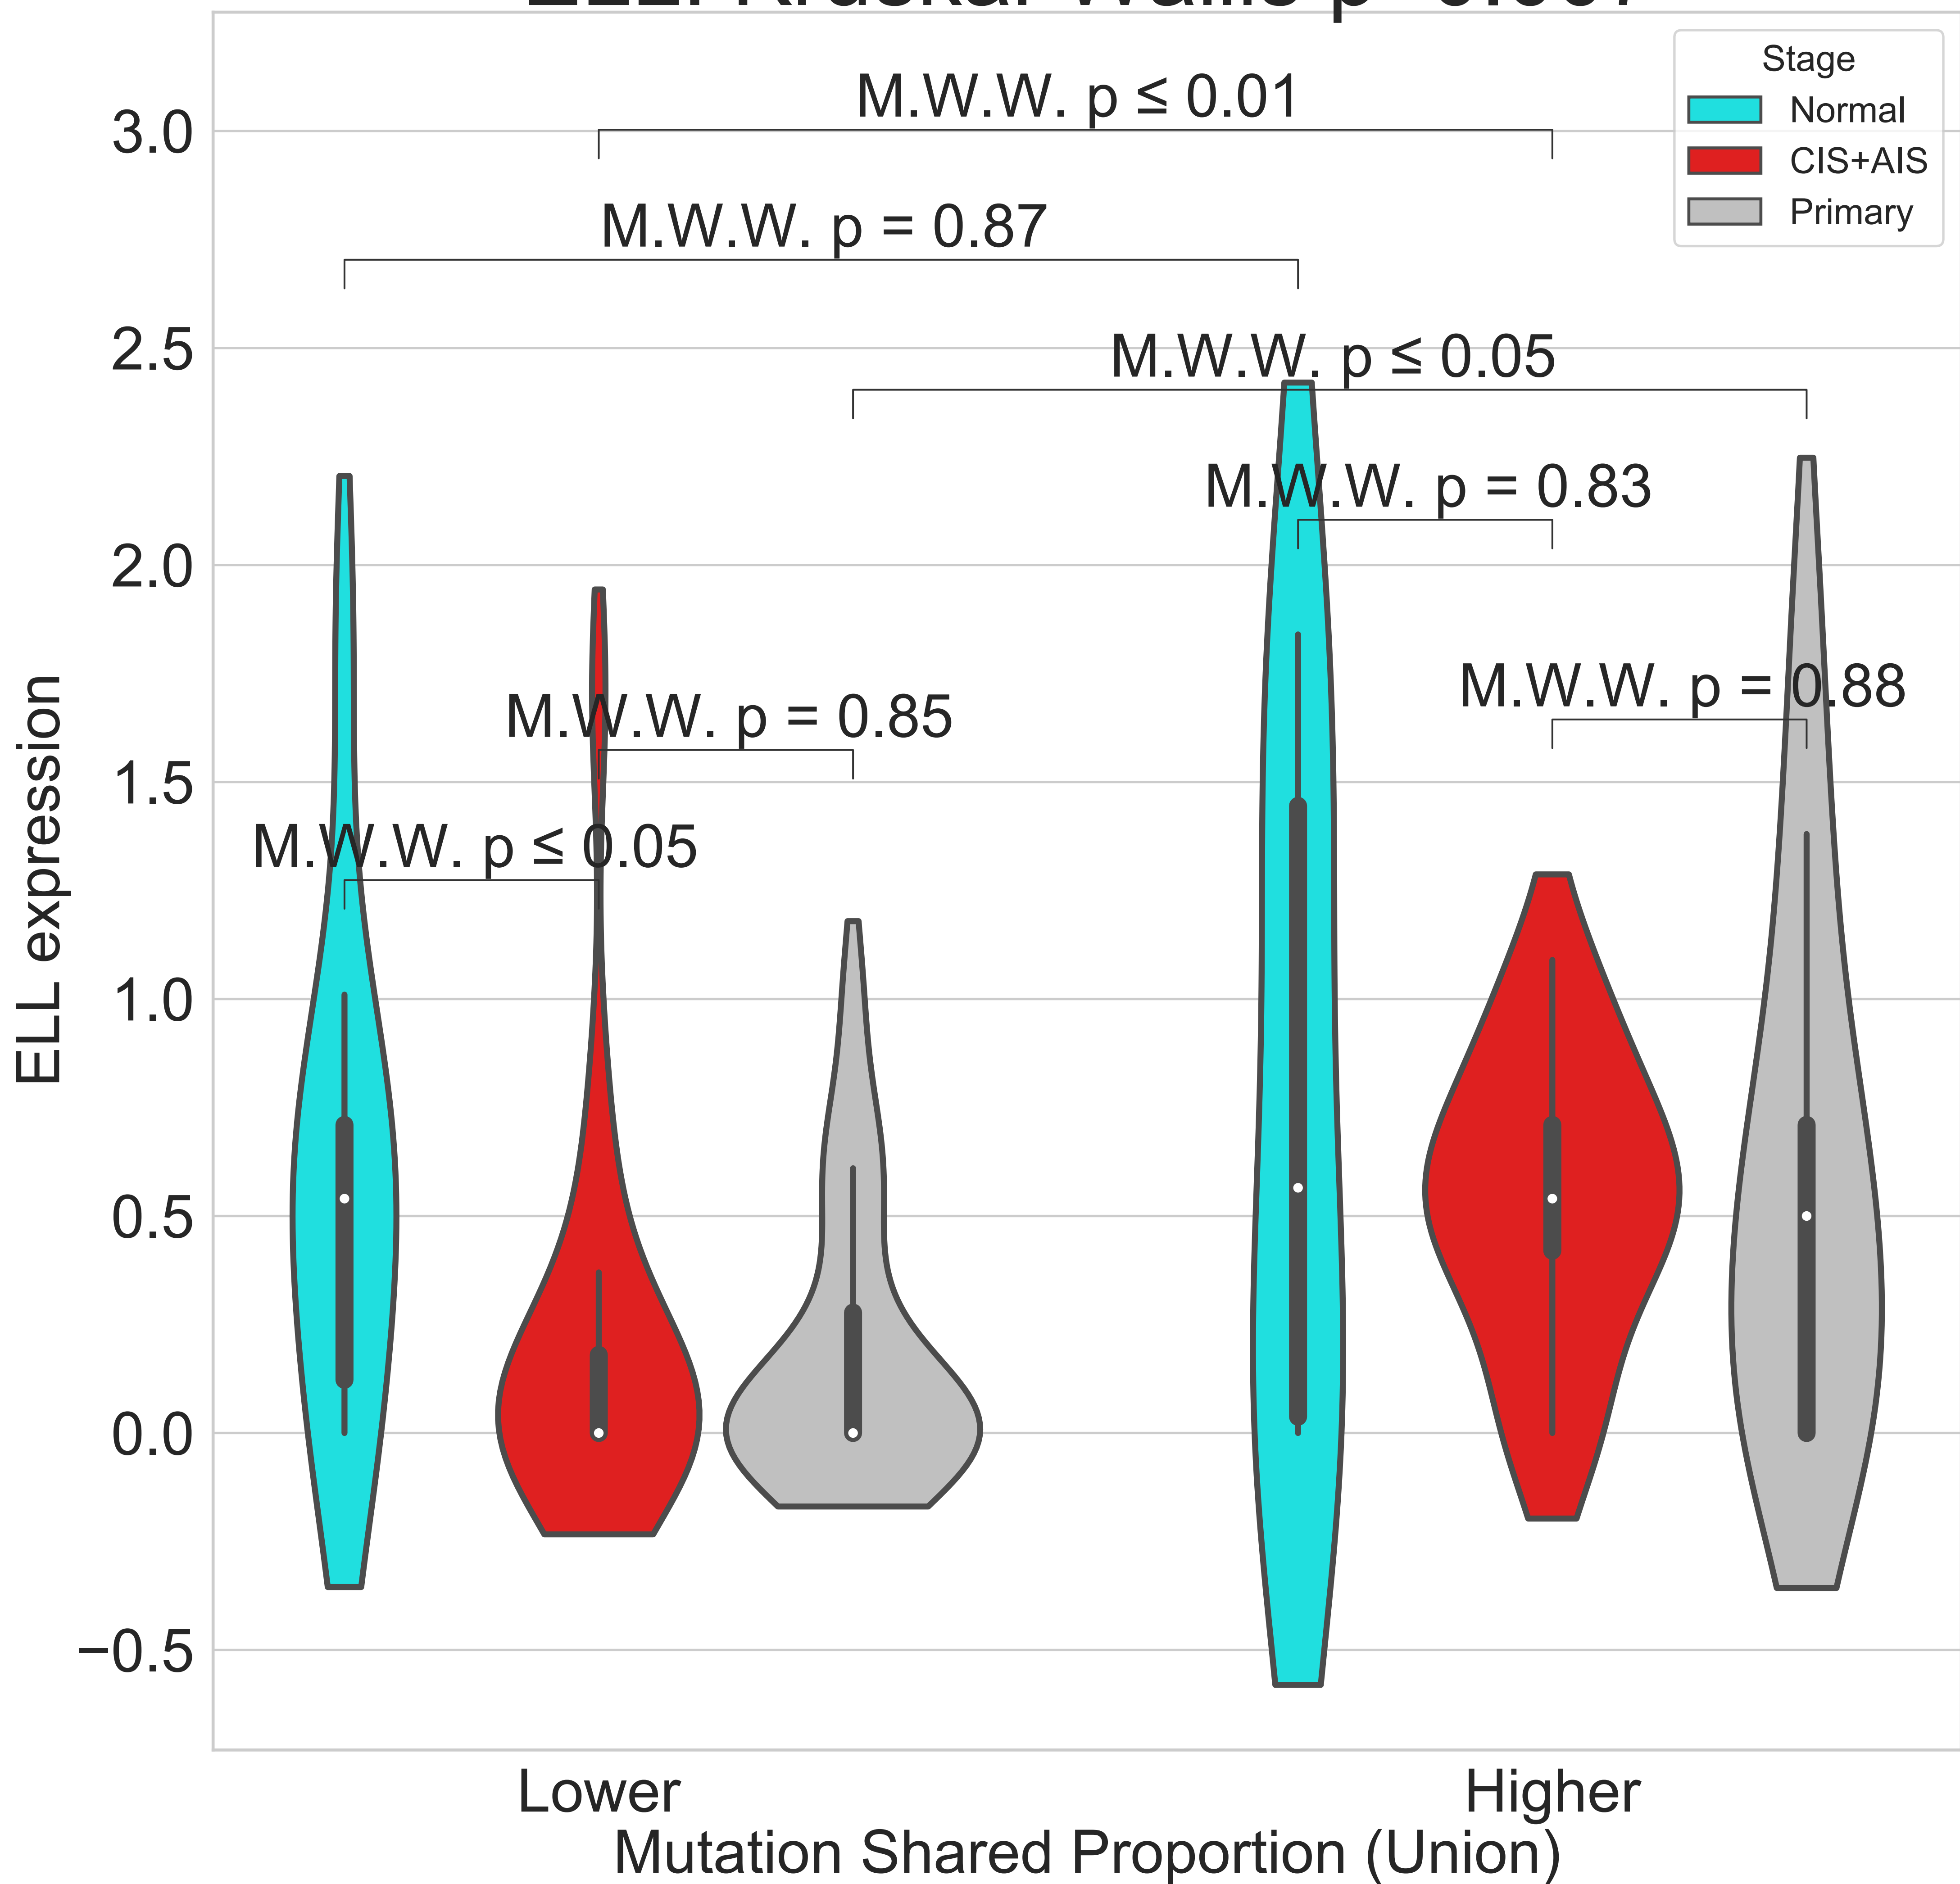 Stage
Normal
CIS+AIS
Primary
M.W.W. p ≤ 0.01
M.W.W. p = 0.87
M.W.W. p ≤ 0.05
M.W.W. p = 0.83
M.W.W. p = 0.88
M.W.W. p = 0.85
M.W.W. p ≤ 0.05
3.0
2.5
2.0
1.5
1.0
0.5
0.0
−0.5
ELL expression
Lower
Higher
Mutation Shared Proportion (Union)